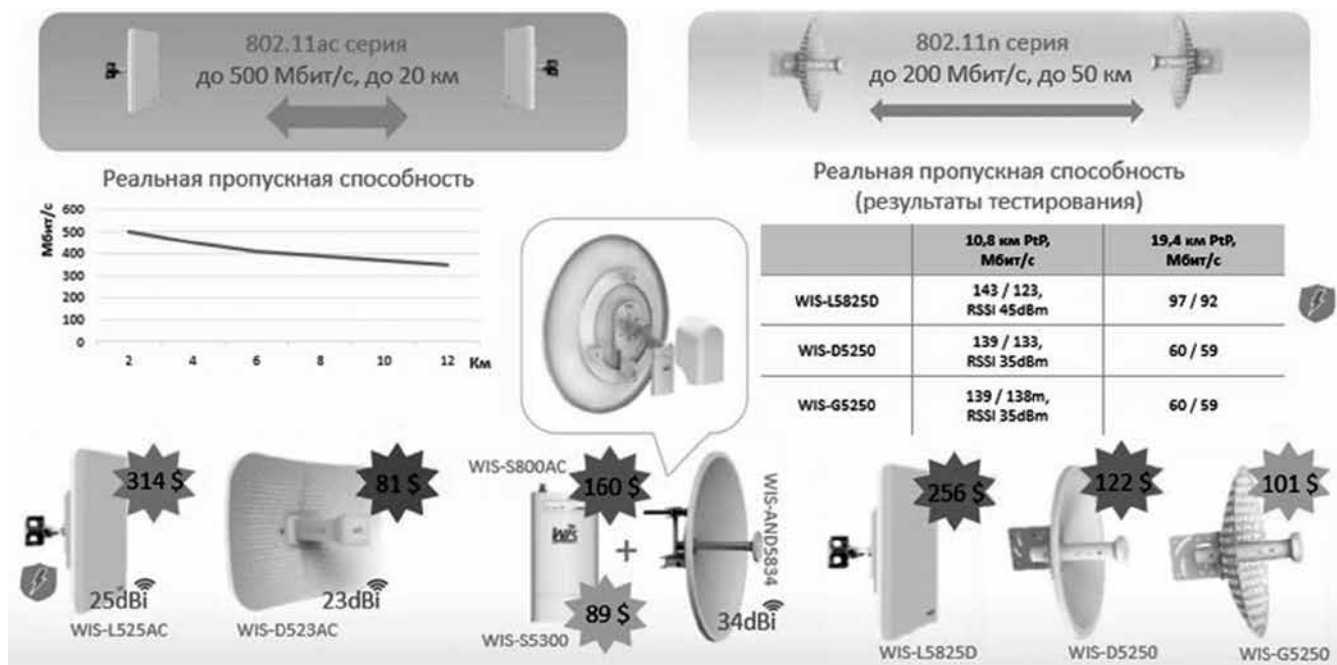 802.11ac серия
до 500 Мбит/с, до 20 км
802.11n серия
до 200 Мбит/с, до 50 км
Реальная пропускная способность
Мбит/с
600
500
400
300
200
100
0
2 4 6 8 10 12 Км
Реальная пропускная способность
(результаты тестирования)
10,8 км PtP,
Мбит/с
19,4 км PtP,
Мбит/с
WIS-L5825D
143 / 123,
RSSI 45dBm
97 / 92
WIS-D5250
139 / 133,
RSSI 35dBm
60 / 59
WIS-G5250
139 / 138m,
RSSI 35dBm
60 / 59
314 $
25dBi
WIS-L525AC
81 $
23dBi
WIS-D523AC
WIS-S800AC
160 $
+
89 $
WIS-S5300
WIS-AND5834
34dBi
256 $
WIS-L5825D
122 $
WIS-D5250
101 $
WIS-G5250